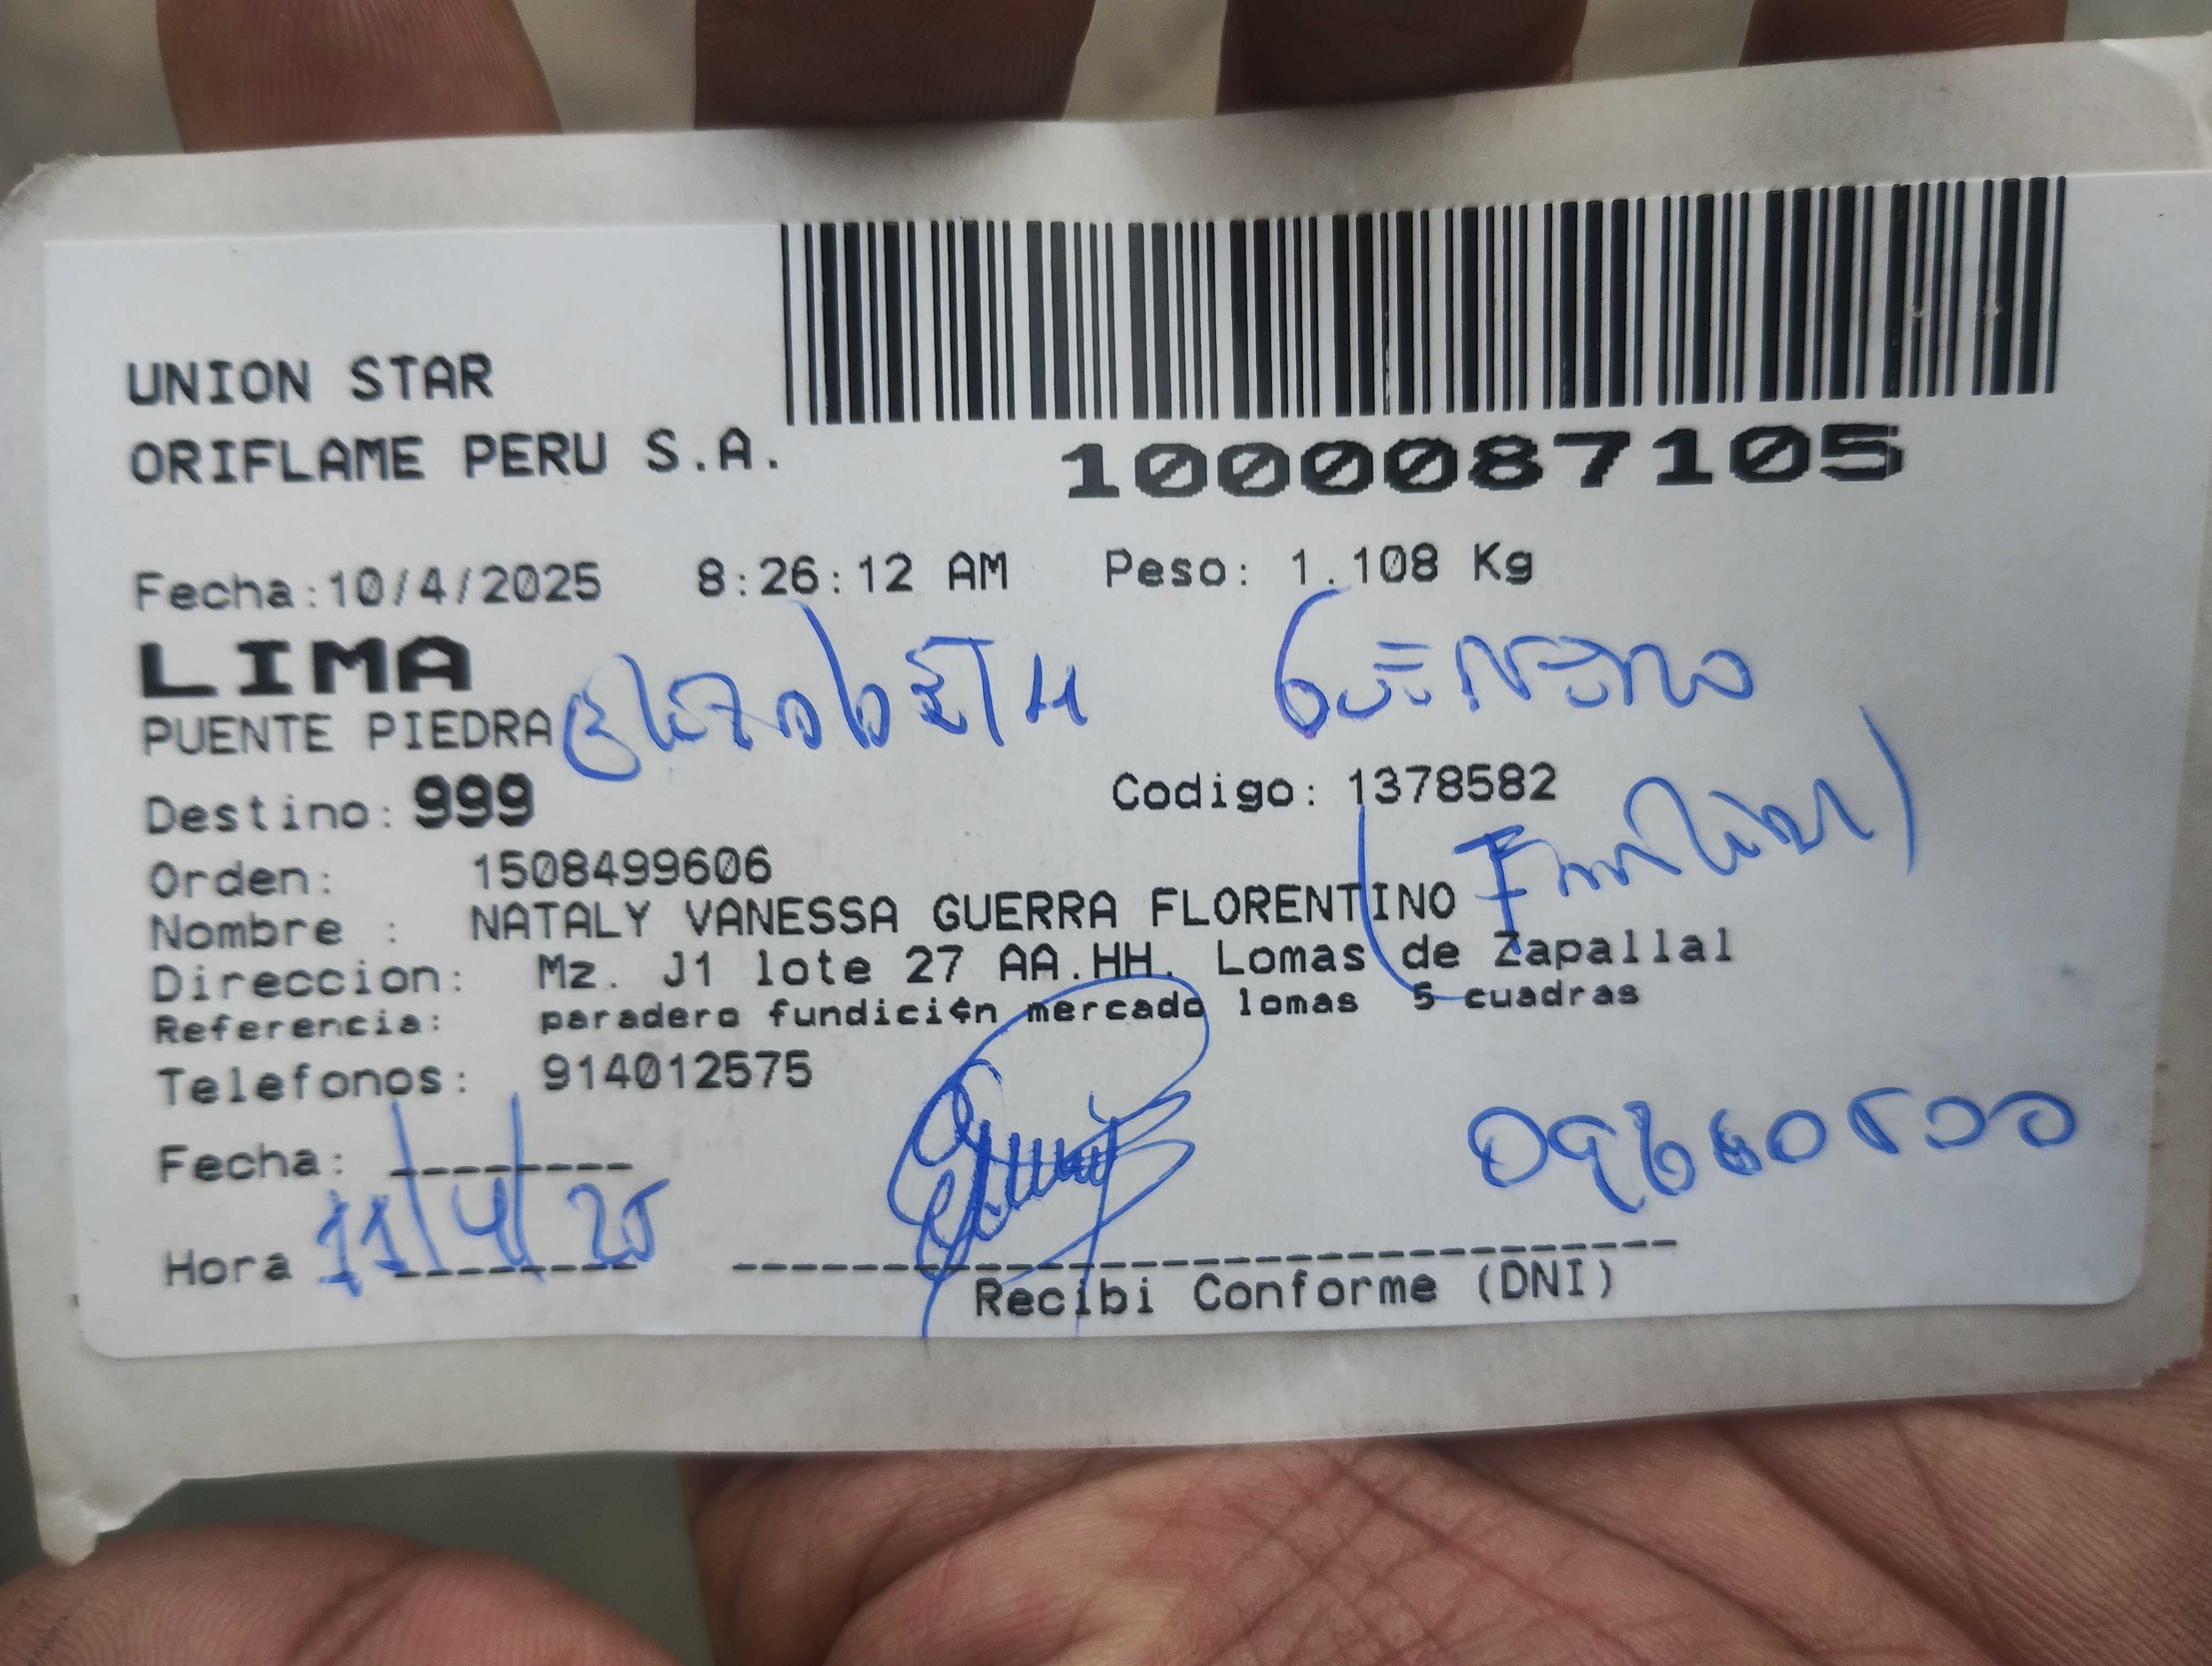 UNION STAR
ORIFLAME PERU S.A.
1000087105
Fecha:10/4/2025 8:26:12 AM Peso: 1.108 Kg
LIMA
PUENTE PIEDRA
Elizabeth
Destino: 999 Codigo: 1378582
(Familiar)
Orden: 1508499606
Nombre : NATALY VANESSA GUERRA FLORENTINO
Direccion: Mz. J1 lote 27 AA.HH. Lomas de Zapallal
Referencia: paradero fundici¢n mercado lomas 5 cuadras
Telefonos: 914012575
Fecha: 11/4/25
Hora
Recibi Conforme (DNI)